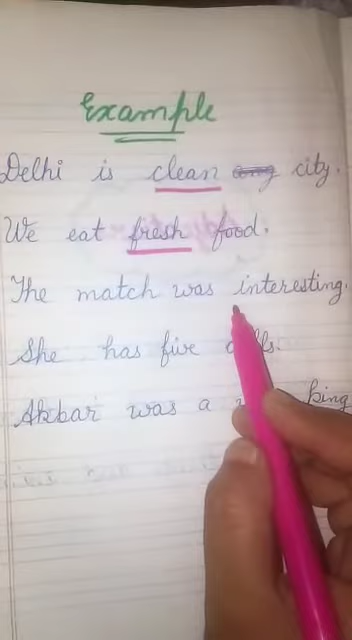 Example
Delhi is clean city.
We eat fresh food.
The match was interesting.
She has five
Akbar was a king